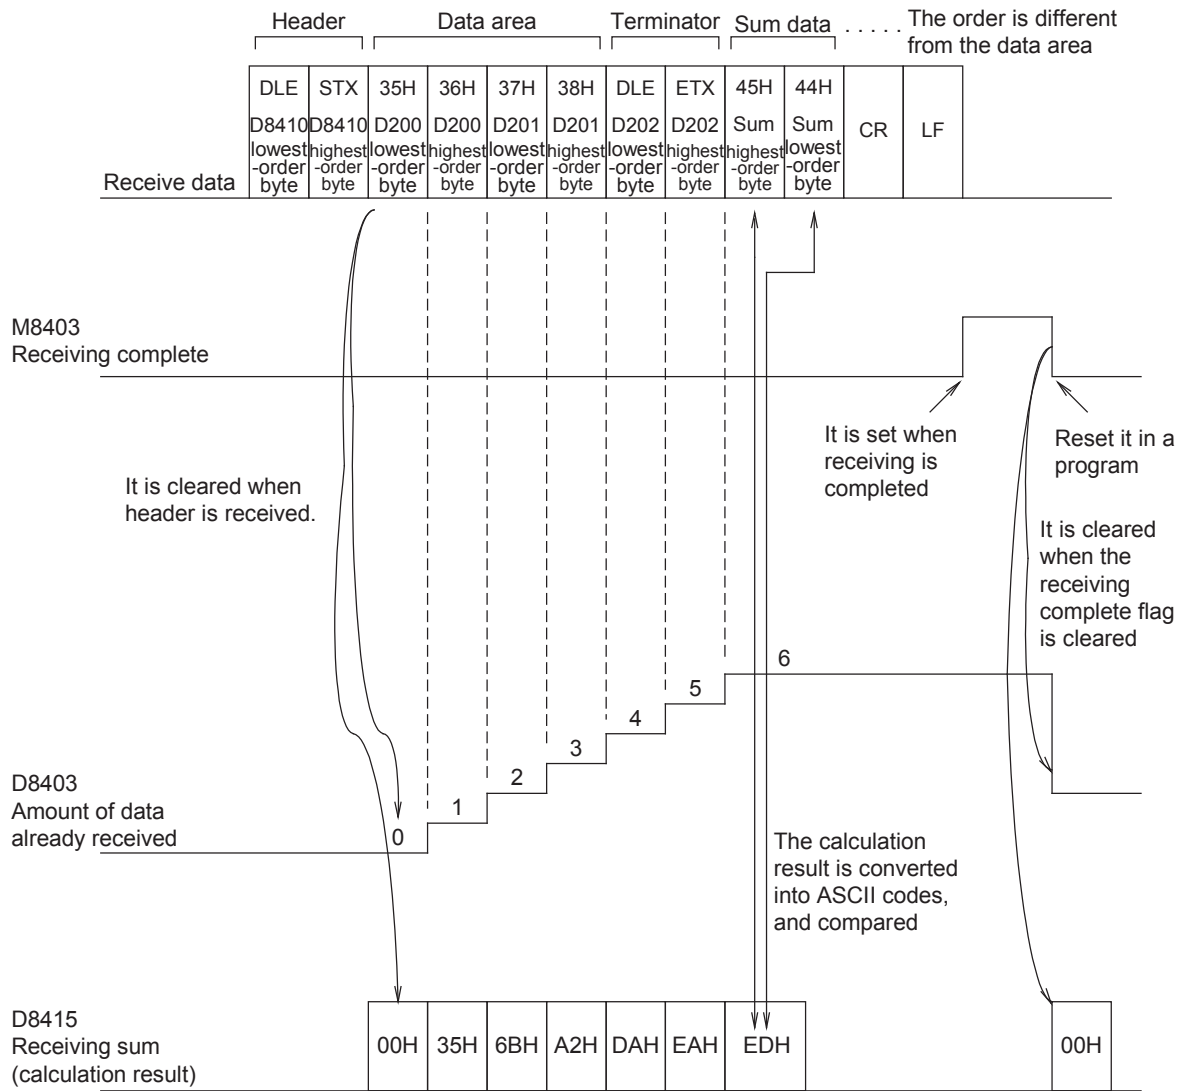 Header Data area Terminator Sum data . . . . . The order is different
from the data area
DLE STX 35H 36H 37H 38H DLE ETX 45H 44H CR LF
D8410 D8410 D200 D200 D201 D201 D202 D202 Sum Sum
lowest highest lowest highest lowest highest lowest highest highest lowest
-order -order -order -order -order -order -order -order -order -order
byte byte byte byte byte byte byte byte byte byte
Receive data
M8403
Receiving complete
It is set when
receiving is
completed
Reset it in a
program
It is cleared when
header is received.
It is cleared
when the
receiving
complete flag
is cleared
6
5
4
3
2
1
0
D8403
Amount of data
already received
The calculation
result is converted
into ASCII codes,
and compared
D8415
Receiving sum
(calculation result)
00H 35H 6BH A2H DAH EAH EDH 00H